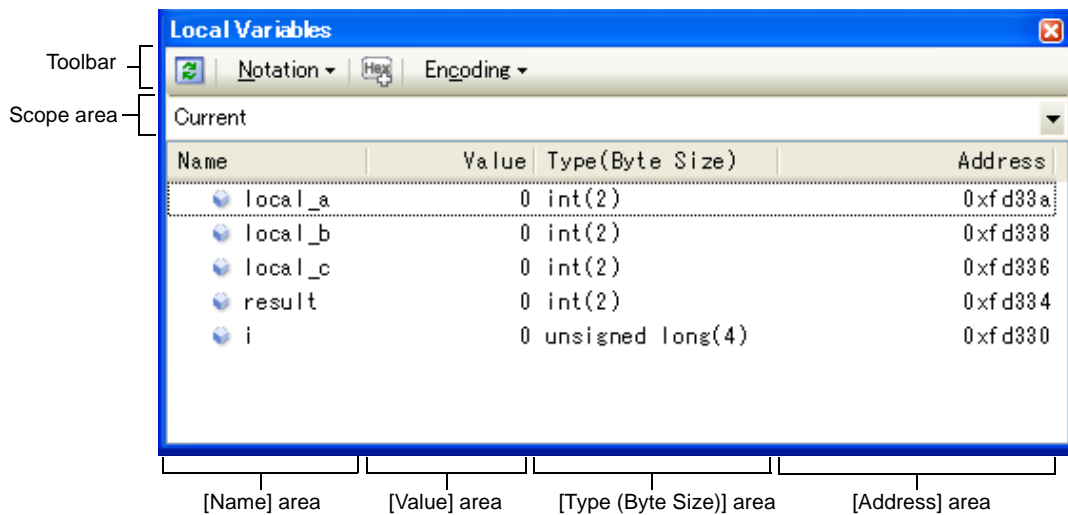 Local Variables
Toolbar
Notation Hex Encoding
Scope area
Current
Name Value Type(Byte Size) Address
local_a 0 int(2) 0xfd33a
local_b 0 int(2) 0xfd338
local_c 0 int(2) 0xfd336
result 0 int(2) 0xfd334
i 0 unsigned long(4) 0xfd330
[Name] area [Value] area [Type (Byte Size)] area [Address] area